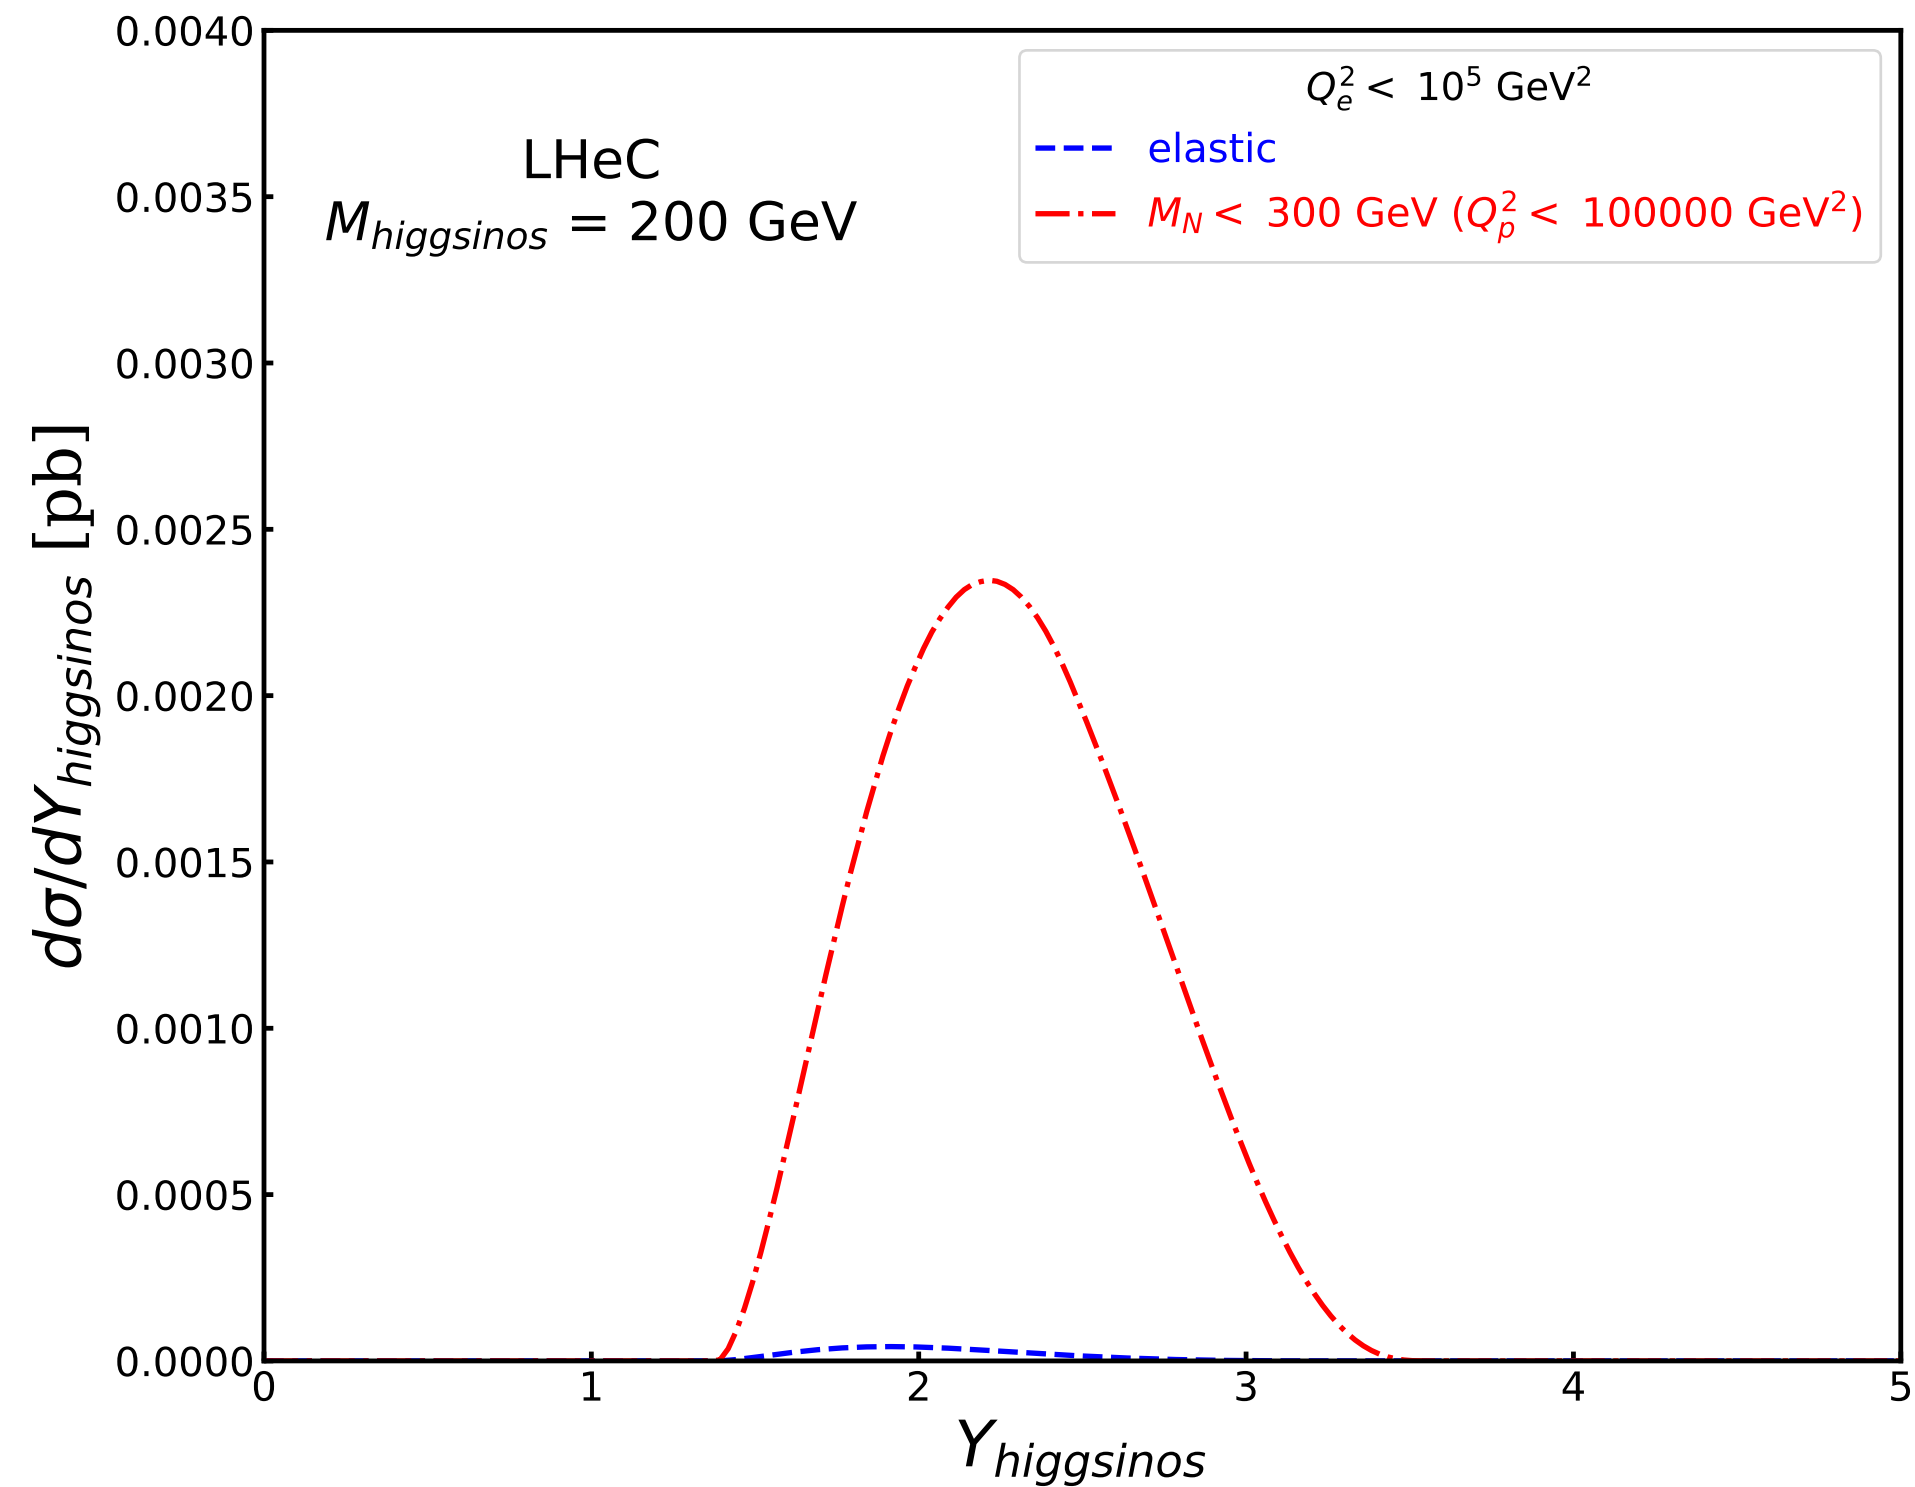 0.0040
0.0035
0.0030
0.0025
0.0020
0.0015
0.0010
0.0005
0.0000
dσ/dY_higgsinos [pb]
LHeC
M_higgsinos = 200 GeV
Q_e^2 < 10^5 GeV^2
elastic
M_N < 300 GeV (Q_p^2 < 100000 GeV^2)
0 1 2 3 4 5
Y_higgsinos